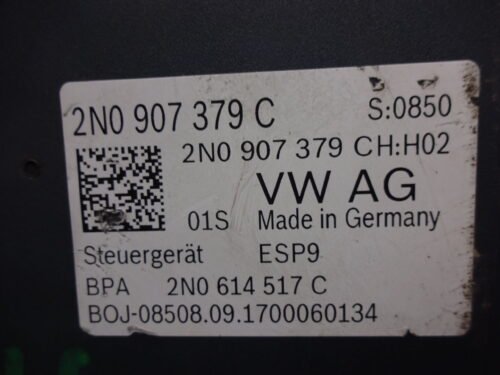 2N0 907 379 C S:0850
2N0 907 379 C H:H02
VW AG
01S Made in Germany
Steuergerät ESP9
BPA 2N0 614 517 C
BOJ-08508.09.1700060134